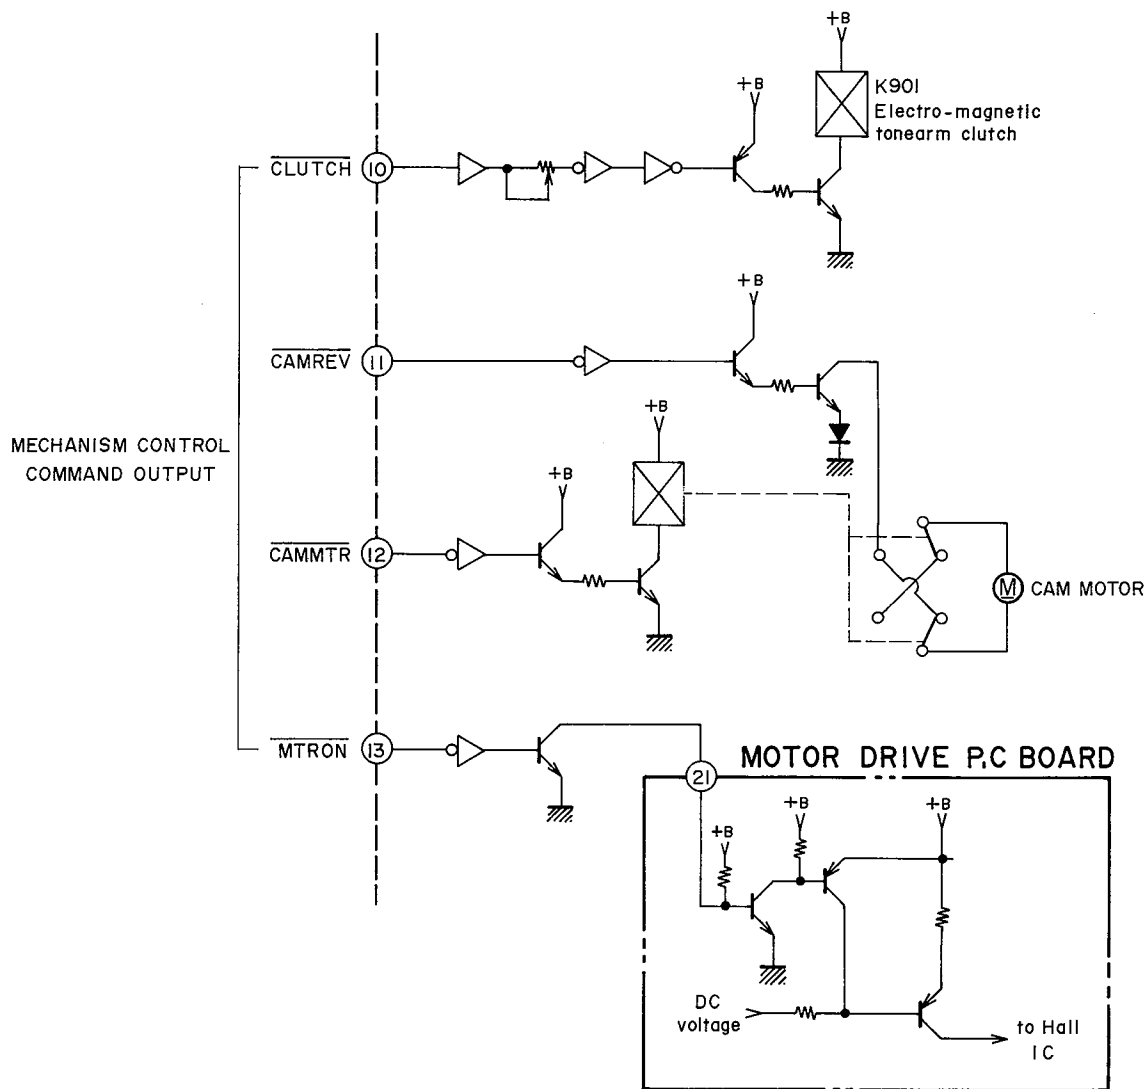 +B
K901
Electro-magnetic
tonearm clutch
+B
CLUTCH 10
+B
CAMREV 11
+B
MECHANISM CONTROL
COMMAND OUTPUT
+B
CAMMTR 12
M CAM MOTOR
MTRON 13
MOTOR DRIVE P.C BOARD
21
+B
+B
+B
DC
voltage
to Hall
IC